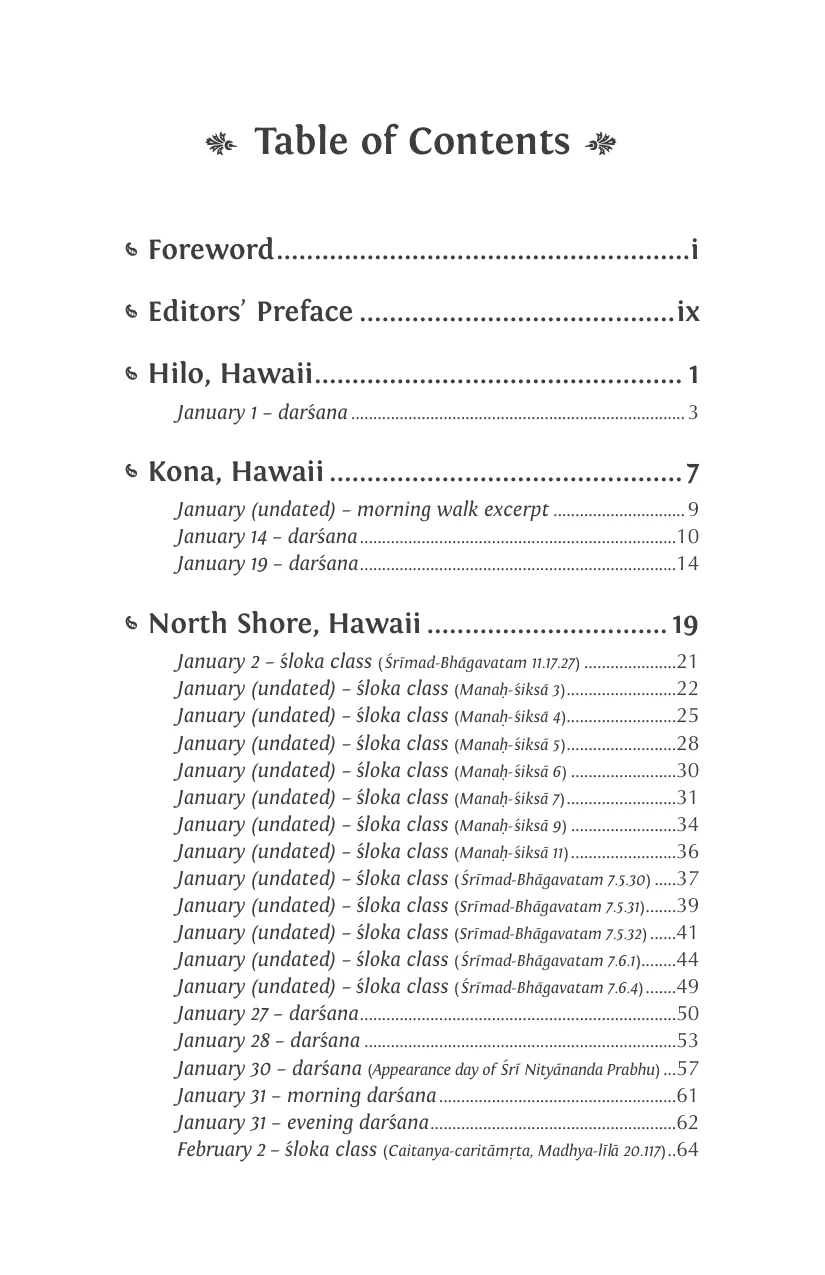 Table of Contents
Foreword......................................................i
Editors’ Preface .........................................ix
Hilo, Hawaii................................................ 1
January 1 – darśana ............................................................................ 3
Kona, Hawaii .............................................. 7
January (undated) – morning walk excerpt .............................. 9
January 14 – darśana........................................................................10
January 19 – darśana........................................................................14
North Shore, Hawaii ............................... 19
January 2 – śloka class (Śrīmad-Bhāgavatam 11.17.27) .....................21
January (undated) – śloka class (Manaḥ-śiksā 3).........................22
January (undated) – śloka class (Manaḥ-śiksā 4).........................25
January (undated) – śloka class (Manaḥ-śiksā 5).........................28
January (undated) – śloka class (Manaḥ-śiksā 6) ........................30
January (undated) – śloka class (Manaḥ-śiksā 7).........................31
January (undated) – śloka class (Manaḥ-śiksā 9) ........................34
January (undated) – śloka class (Manaḥ-śiksā 11)........................36
January (undated) – śloka class (Śrīmad-Bhāgavatam 7.5.30) .....37
January (undated) – śloka class (Srīmad-Bhāgavatam 7.5.31).......39
January (undated) – śloka class (Srīmad-Bhāgavatam 7.5.32) ......41
January (undated) – śloka class (Śrīmad-Bhāgavatam 7.6.1)........44
January (undated) – śloka class (Śrīmad-Bhāgavatam 7.6.4).......49
January 27 – darśana........................................................................50
January 28 – darśana .......................................................................53
January 30 – darśana (Appearance day of Śrī Nityānanda Prabhu) ...57
January 31 – morning darśana......................................................61
January 31 – evening darśana........................................................62
February 2 – śloka class (Caitanya-caritāmṛta, Madhya-līlā 20.117)..64